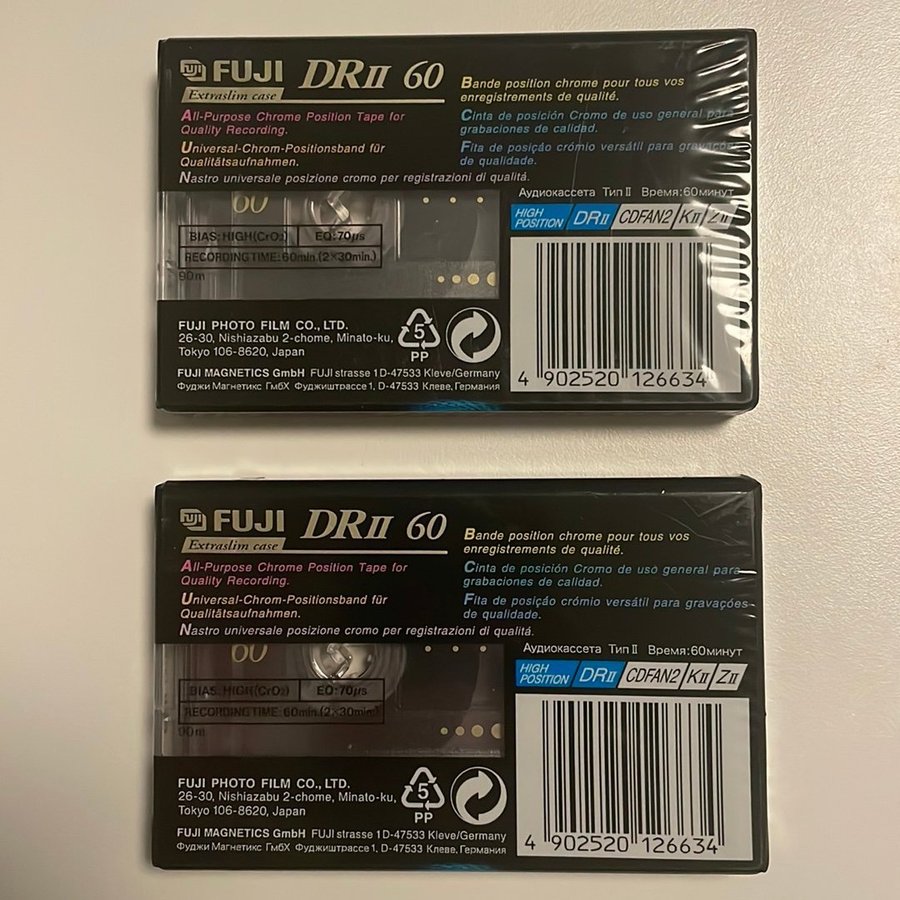 FUJI DRII 60
Extraslim case
All-Purpose Chrome Position Tape for
Quality Recording.
Universal-Chrom-Positionsband für
Qualitätsaufnahmen.
Nastro universale posizione cromo per registrazioni di qualitá.
Bande position chrome pour tous vos
enregistrements de qualité.
Cinta de posición Cromo de uso general para
grabaciones de calidad.
Fita de posição crómio versátil para gravações
de qualidade.
Аудиокассета Тип II Время:60минут
HIGH POSITION DRII CDFAN2 KII ZII
60
BIAS: HIGH(CrO₂) EQ:70μs
RECORDING TIME: 60min.(2×30min.)
90m
FUJI PHOTO FILM CO., LTD.
26-30, Nishiazabu 2-chome, Minato-ku,
Tokyo 106-8620, Japan
5
PP
FUJI MAGNETICS GmbH FUJI strasse 1 D-47533 Kleve/Germany
Фуджи Магнетикс ГмбХ Фуджиштрассе 1, D-47533 Клеве, Германия
4 902520 126634
FUJI DRII 60
Extraslim case
All-Purpose Chrome Position Tape for
Quality Recording.
Universal-Chrom-Positionsband für
Qualitätsaufnahmen.
Nastro universale posizione cromo per registrazioni di qualitá.
Bande position chrome pour tous vos
enregistrements de qualité.
Cinta de posición Cromo de uso general para
grabaciones de calidad.
Fita de posição crómio versátil para gravações
de qualidade.
Аудиокассета Тип II Время:60минут
HIGH POSITION DRII CDFAN2 KII ZII
60
BIAS: HIGH(CrO₂) EQ:70μs
RECORDING TIME: 60min.(2×30min.)
90m
FUJI PHOTO FILM CO., LTD.
26-30, Nishiazabu 2-chome, Minato-ku,
Tokyo 106-8620, Japan
5
PP
FUJI MAGNETICS GmbH FUJI strasse 1 D-47533 Kleve/Germany
Фуджи Магнетикс ГмбХ Фуджиштрассе 1, D-47533 Клеве, Германия
4 902520 126634